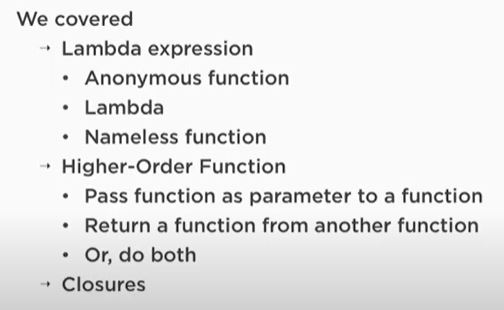 We covered
→ Lambda expression
• Anonymous function
• Lambda
• Nameless function
→ Higher-Order Function
• Pass function as parameter to a function
• Return a function from another function
• Or, do both
→ Closures